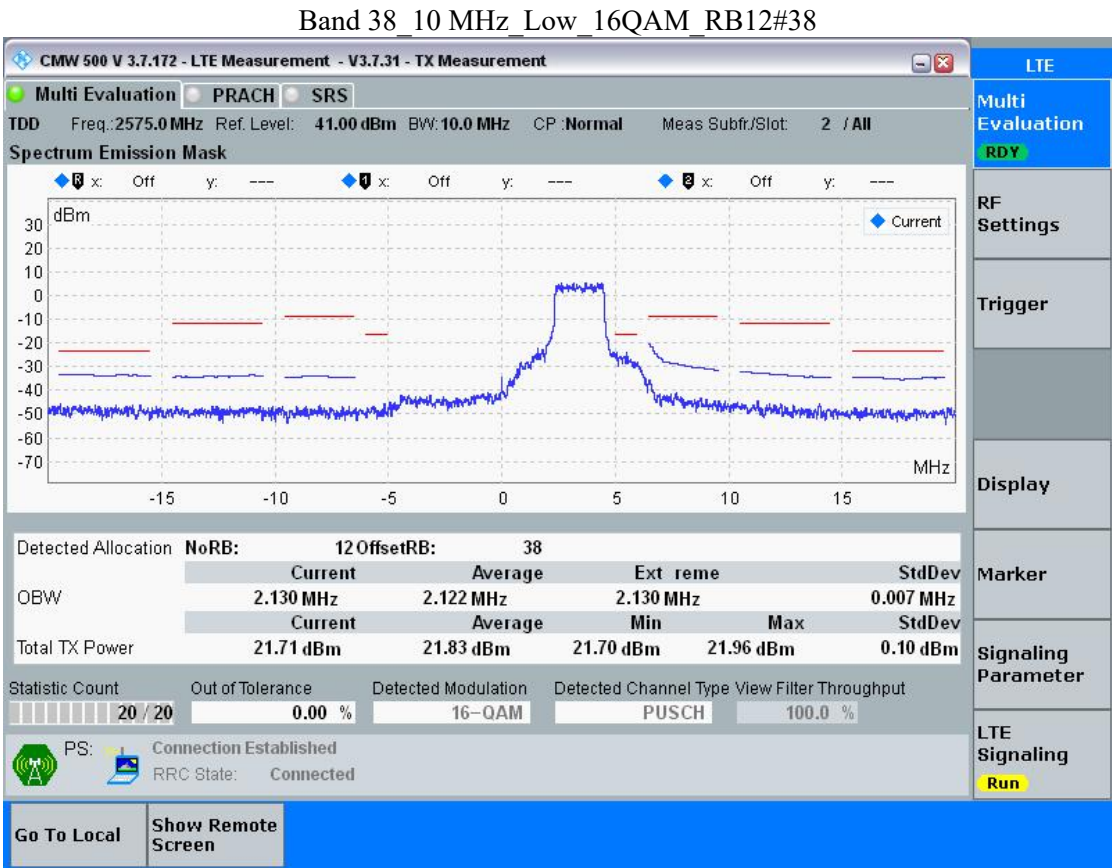 Band 38_10 MHz_Low_16QAM_RB12#38
CMW 500 V 3.7.172 - LTE Measurement - V3.7.31 - TX Measurement
LTE
Multi Evaluation PRACH SRS
Multi Evaluation
RDY
TDD Freq.:2575.0 MHz Ref. Level: 41.00 dBm BW: 10.0 MHz CP :Normal Meas Subfr./Slot: 2 / All
Spectrum Emission Mask
R x: Off y: --- 1 x: Off y: --- 2 x: Off y: ---
dBm
Current
30
20
10
0
-10
-20
-30
-40
-50
-60
-70
MHz
-15 -10 -5 0 5 10 15
RF
Settings
Trigger
Display
Marker
Signaling
Parameter
LTE
Signaling
Run
Detected Allocation NoRB: 12 OffsetRB: 38
Current Average Ext reme StdDev
OBW 2.130 MHz 2.122 MHz 2.130 MHz 0.007 MHz
Current Average Min Max StdDev
Total TX Power 21.71 dBm 21.83 dBm 21.70 dBm 21.96 dBm 0.10 dBm
Statistic Count Out of Tolerance Detected Modulation Detected Channel Type View Filter Throughput
20 / 20 0.00 % 16-QAM PUSCH 100.0 %
PS: Connection Established
RRC State: Connected
Go To Local
Show Remote
Screen